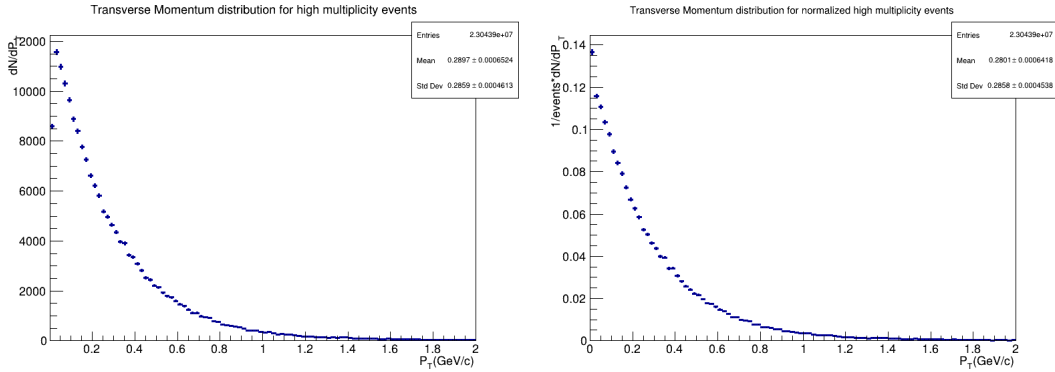 Transverse Momentum distribution for high multiplicity events
dN/dP_T
Entries 2.30439e+07
Mean 0.2897 ± 0.0006524
Std Dev 0.2859 ± 0.0004613
12000
10000
8000
6000
4000
2000
0
0.2 0.4 0.6 0.8 1 1.2 1.4 1.6 1.8 2
P_T(GeV/c)
Transverse Momentum distribution for normalized high multiplicity events
1/events*dN/dP_T
Entries 2.30439e+07
Mean 0.2801 ± 0.0006418
Std Dev 0.2858 ± 0.0004538
0.14
0.12
0.1
0.08
0.06
0.04
0.02
0
0 0.2 0.4 0.6 0.8 1 1.2 1.4 1.6 1.8 2
P_T(GeV/c)